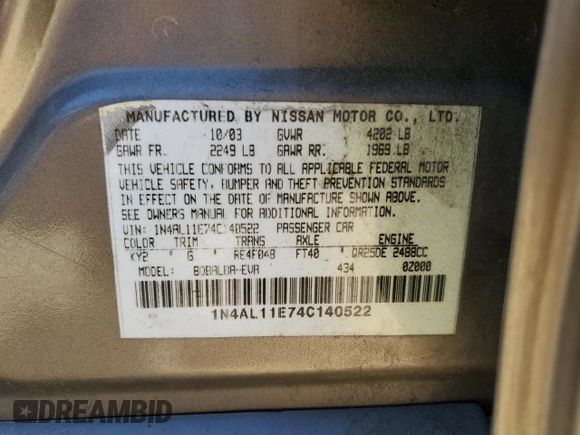 MANUFACTURED BY NISSAN MOTOR CO., LTD.
DATE 10/03 GVWR 4202 LB
GAWR FR. 2249 LB GAWR RR. 1969 LB
THIS VEHICLE CONFORMS TO ALL APPLICABLE FEDERAL MOTOR
VEHICLE SAFETY, BUMPER AND THEFT PREVENTION STANDARDS
IN EFFECT ON THE DATE OF MANUFACTURE SHOWN ABOVE.
SEE OWNERS MANUAL FOR ADDITIONAL INFORMATION.
VIN: 1N4AL11E74C140522 PASSENGER CAR
COLOR TRIM TRANS AXLE ENGINE
KY2 G RE4F04B FT40 QR25DE 2488CC
MODEL: BDBALHA-EVA 434 0Z000
1N4AL11E74C140522
DREAMBID